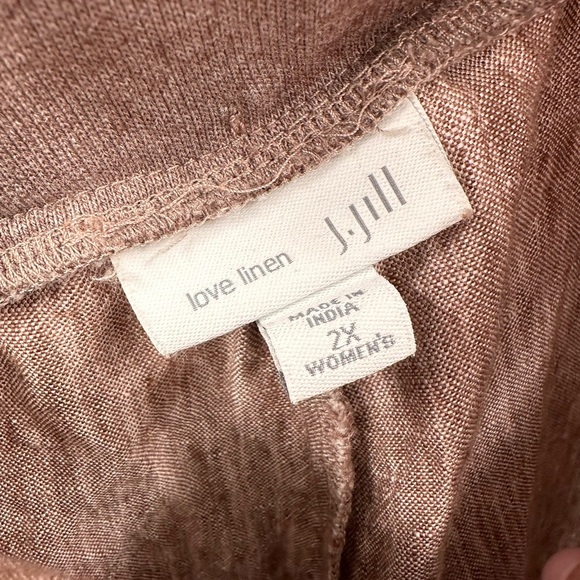 love linen J.Jill
MADE IN
INDIA
2X
WOMEN'S